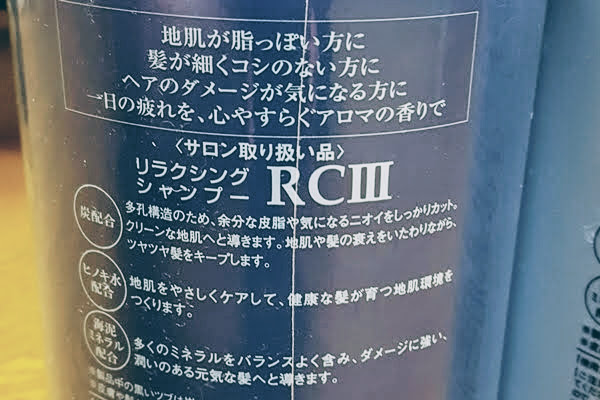 地肌が脂っぽい方に
髪が細くコシのない方に
ヘアのダメージが気になる方に
一日の疲れを、心やすらぐアロマの香りで
〈サロン取り扱い品〉
リラクシング
シャンプー RCⅢ
炭配合
多孔構造のため、余分な皮脂や気になるニオイをしっかりカット。
クリーンな地肌へと導きます。地肌や髪の衰えをいたわりながら、
ツヤツヤ髪をキープします。
ヒノキ水
配合
地肌をやさしくケアして、健康な髪が育つ地肌環境を
つくります。
海泥
ミネラル
配合
多くのミネラルをバランスよく含み、ダメージに強い、
潤いのある元気な髪へと導きます。
※製品中の黒いツブは